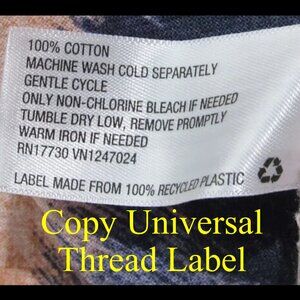 100% COTTON
MACHINE WASH COLD SEPARATELY
GENTLE CYCLE
ONLY NON-CHLORINE BLEACH IF NEEDED
TUMBLE DRY LOW, REMOVE PROMPTLY
WARM IRON IF NEEDED
RN17730 VN1247024
LABEL MADE FROM 100% RECYCLED PLASTIC
Copy Universal
Thread Label